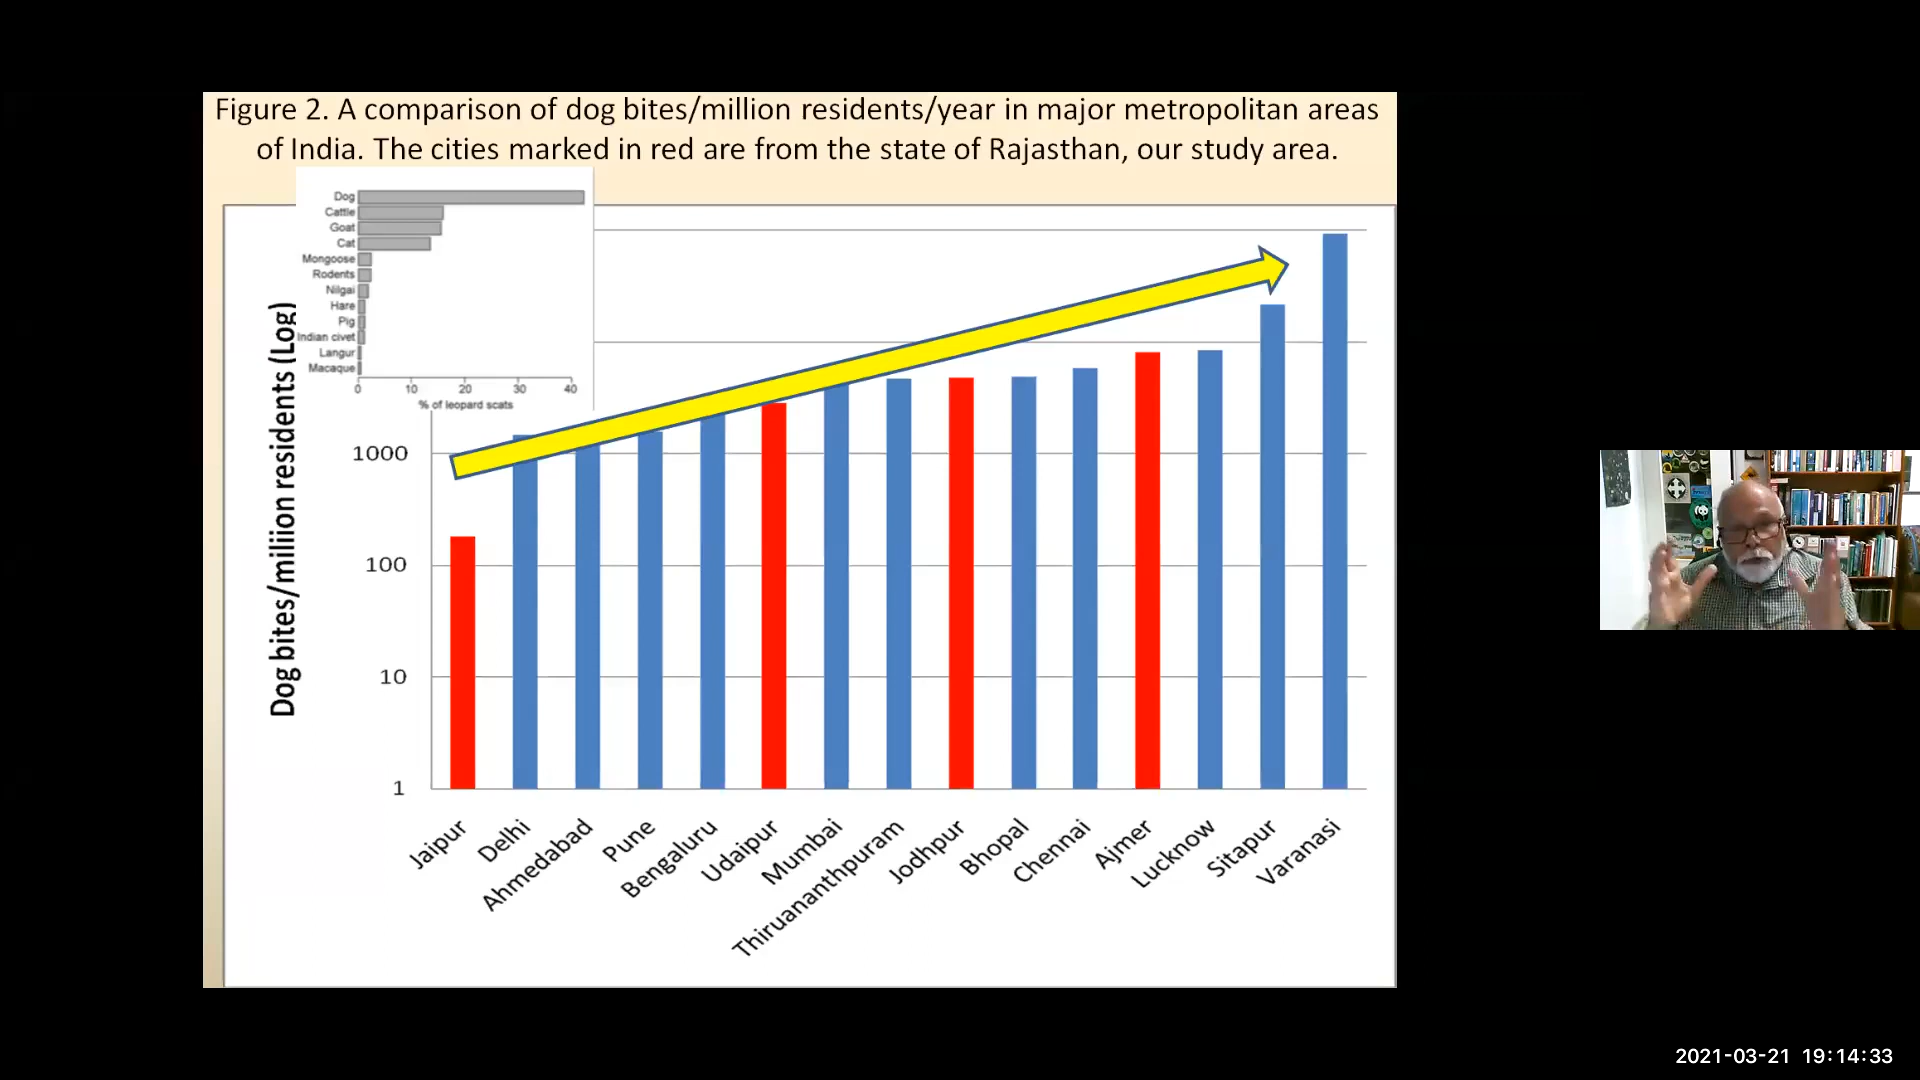 Figure 2. A comparison of dog bites/million residents/year in major metropolitan areas
of India. The cities marked in red are from the state of Rajasthan, our study area.
Dog
Cattle
Goat
Cat
Mongoose
Rodents
Nilgai
Hare
Pig
Indian civet
Langur
Macaque
0 10 20 30 40
% of leopard scats
Dog bites/million residents (Log)
1000
100
10
1
Jaipur
Delhi
Ahmedabad
Pune
Bengaluru
Udaipur
Mumbai
Thiruananthpuram
Jodhpur
Bhopal
Chennai
Ajmer
Lucknow
Sitapur
Varanasi
2021-03-21 19:14:33